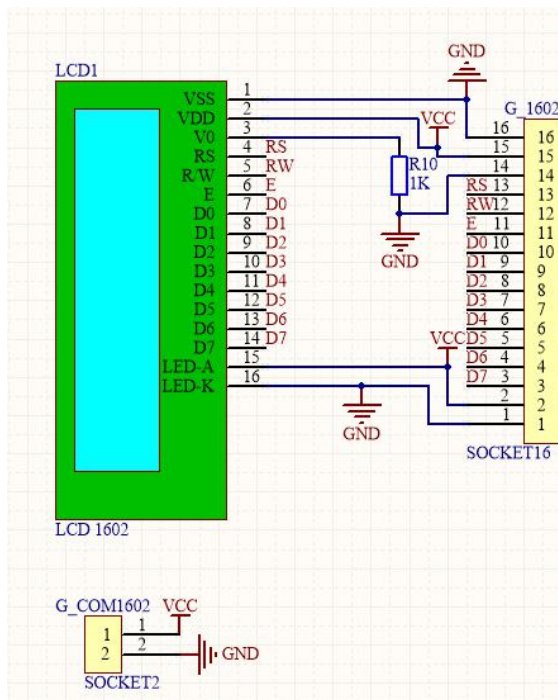 GND
LCD1
VSS 1
VDD 2
V0 3
RS 4 RS
R/W 5 RW
E 6 E
D0 7 D0
D1 8 D1
D2 9 D2
D3 10 D3
D4 11 D4
D5 12 D5
D6 13 D6
D7 14 D7
LED-A 15
LED-K 16
LCD 1602
VCC
R10
1K
GND
VCC
GND
G_1602
16 16
15 15
14 14
RS 13 13
RW 12 12
E 11 11
D0 10 10
D1 9 9
D2 8 8
D3 7 7
D4 6 6
D5 5 5
D6 4 4
D7 3 3
2 2
1 1
SOCKET16
G_COM1602
VCC
1 1
2 2
GND
SOCKET2